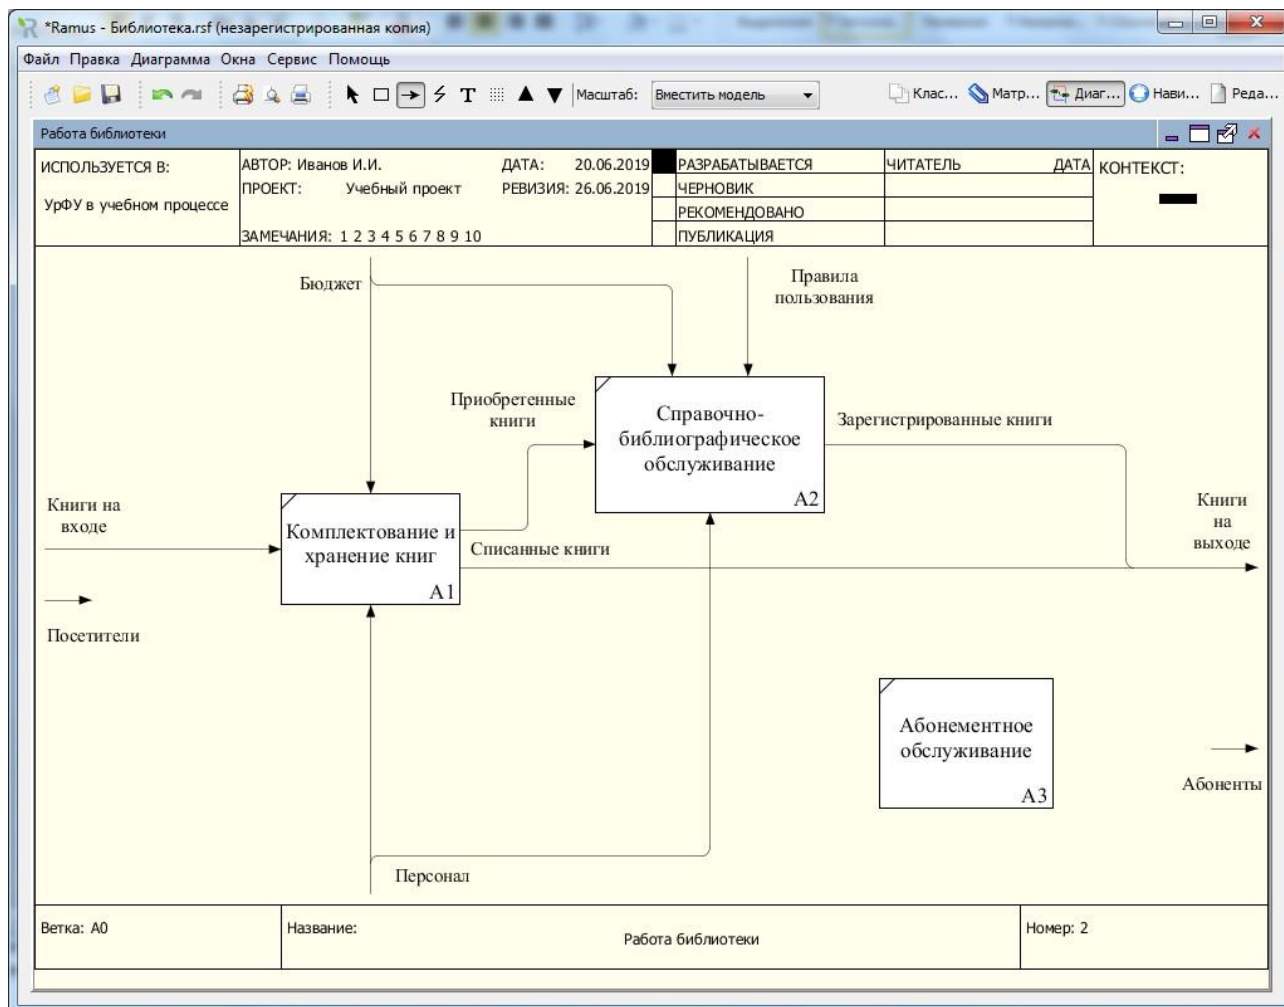 *Ramus - Библиотека.rsf (незарегистрированная копия)
Файл Правка Диаграмма Окна Сервис Помощь
Масштаб: Вместить модель Клас... Матр... Диаг... Нави... Реда...
Работа библиотеки
ИСПОЛЬЗУЕТСЯ В:
УрФУ в учебном процессе
АВТОР: Иванов И.И. ДАТА: 20.06.2019
ПРОЕКТ: Учебный проект РЕВИЗИЯ: 26.06.2019
ЗАМЕЧАНИЯ: 1 2 3 4 5 6 7 8 9 10
РАЗРАБАТЫВАЕТСЯ
ЧЕРНОВИК
РЕКОМЕНДОВАНО
ПУБЛИКАЦИЯ
ЧИТАТЕЛЬ ДАТА
КОНТЕКСТ:
Бюджет
Правила
пользования
Приобретенные
книги
Справочно-
библиографическое
обслуживание
A2
Зарегистрированные книги
Книги на
входе
Комплектование и
хранение книг
A1
Списанные книги
Книги
на
выходе
Посетители
Абонементное
обслуживание
A3
Абоненты
Персонал
Ветка: A0
Название:
Работа библиотеки
Номер: 2